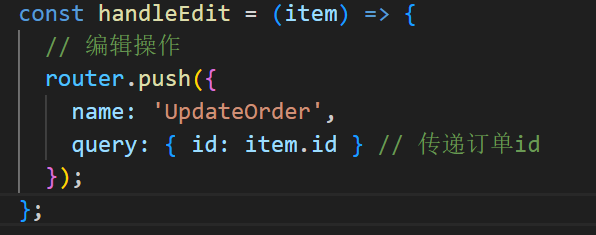 const handleEdit = (item) => {
  // 编辑操作
  router.push({
    name: 'UpdateOrder',
    query: { id: item.id } // 传递订单id
  });
};